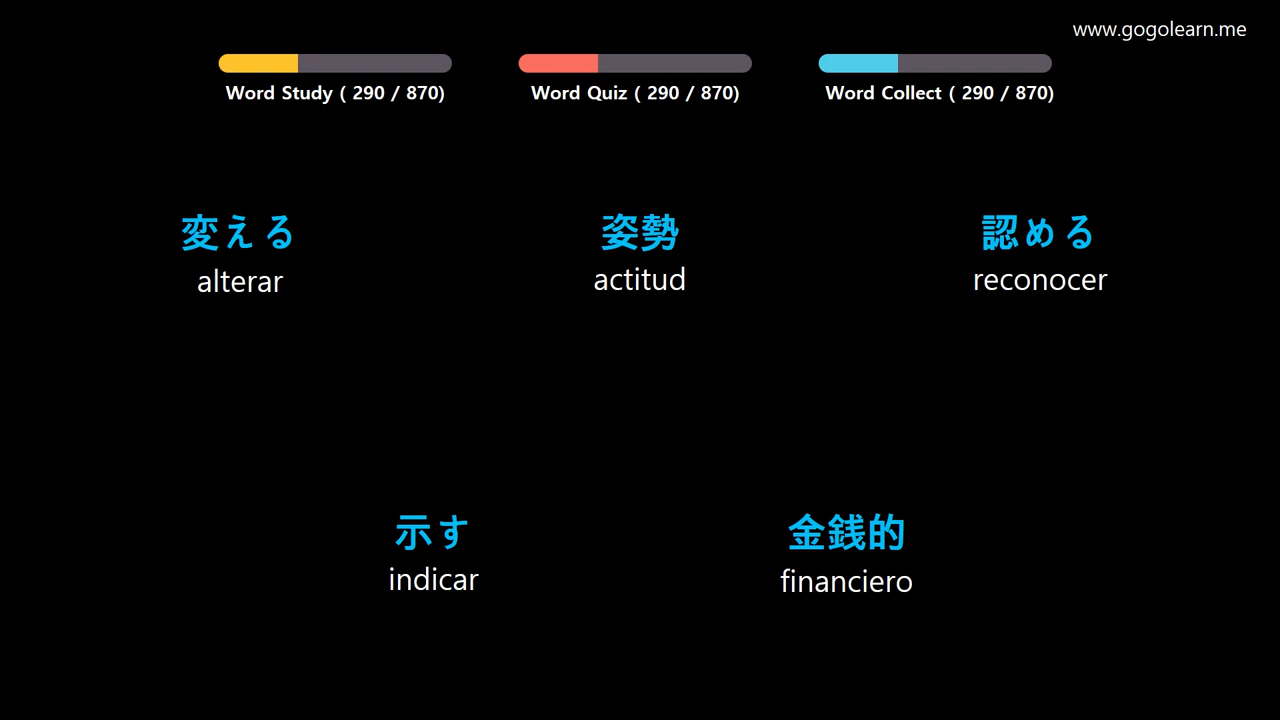 www.gogolearn.me
Word Study ( 290 / 870)
Word Quiz ( 290 / 870)
Word Collect ( 290 / 870)
変える
alterar
姿勢
actitud
認める
reconocer
示す
indicar
金銭的
financiero